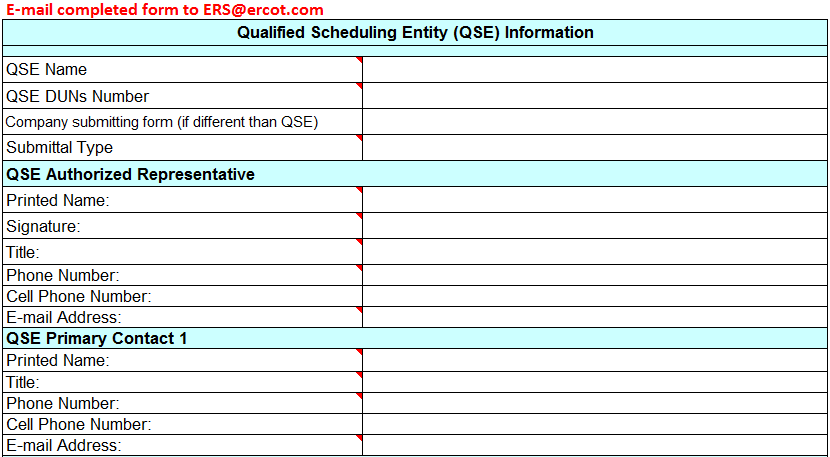 E-mail completed form to ERS@ercot.com
Qualified Scheduling Entity (QSE) Information
QSE Name
QSE DUNs Number
Company submitting form (if different than QSE)
Submittal Type
QSE Authorized Representative
Printed Name:
Signature:
Title:
Phone Number:
Cell Phone Number:
E-mail Address:
QSE Primary Contact 1
Printed Name:
Title:
Phone Number:
Cell Phone Number:
E-mail Address: